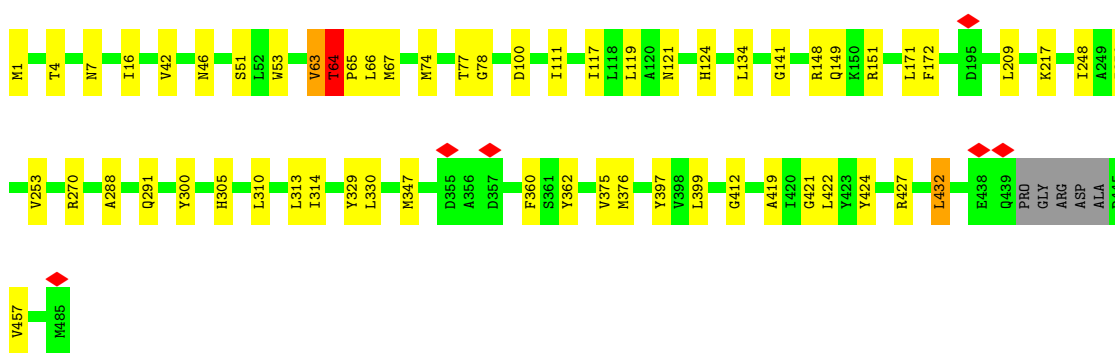 M1 T4 N7 I16 V42 N46 S51 L52 W53 V63 T64 P65 L66 M67 M74 T77 G78 D100 I111 I117 L118 L119 A120 N121 H124 L134 G141 R148 Q149 K150 R151 L171 F172 D195 L209 K217 I248 A249
V253 R270 A288 Q291 Y300 H305 L310 L313 I314 Y329 L330 M347 D355 A356 D357 F360 S361 Y362 V375 M376 Y397 V398 L399 G412 A419 I420 G421 L422 Y423 Y424 R427 L432 E438 Q439 PRO GLY ARG ASP ALA
V457 M485